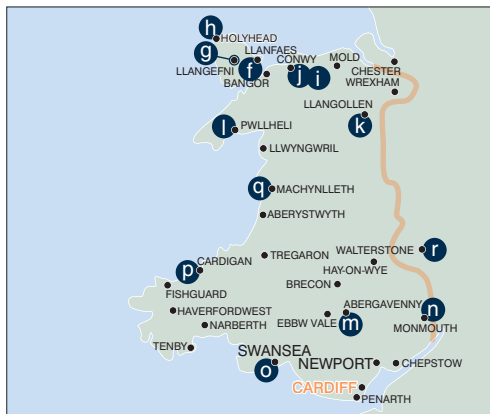 h
HOLYHEAD
g
LLANFAES
CONWY
MOLD
LLANGEFNI
f
BANGOR
j
i
CHESTER
WREXHAM
LLANGOLLEN
k
l
PWLLHELI
LLWYNGWRIL
q
MACHYNLLETH
ABERYSTWYTH
TREGARON
WALTERSTONE
r
HAY-ON-WYE
p
CARDIGAN
BRECON
FISHGUARD
HAVERFORDWEST
ABERGAVENNY
n
EBBW VALE
m
MONMOUTH
NARBERTH
TENBY
SWANSEA
o
NEWPORT
CHEPSTOW
CARDIFF
PENARTH